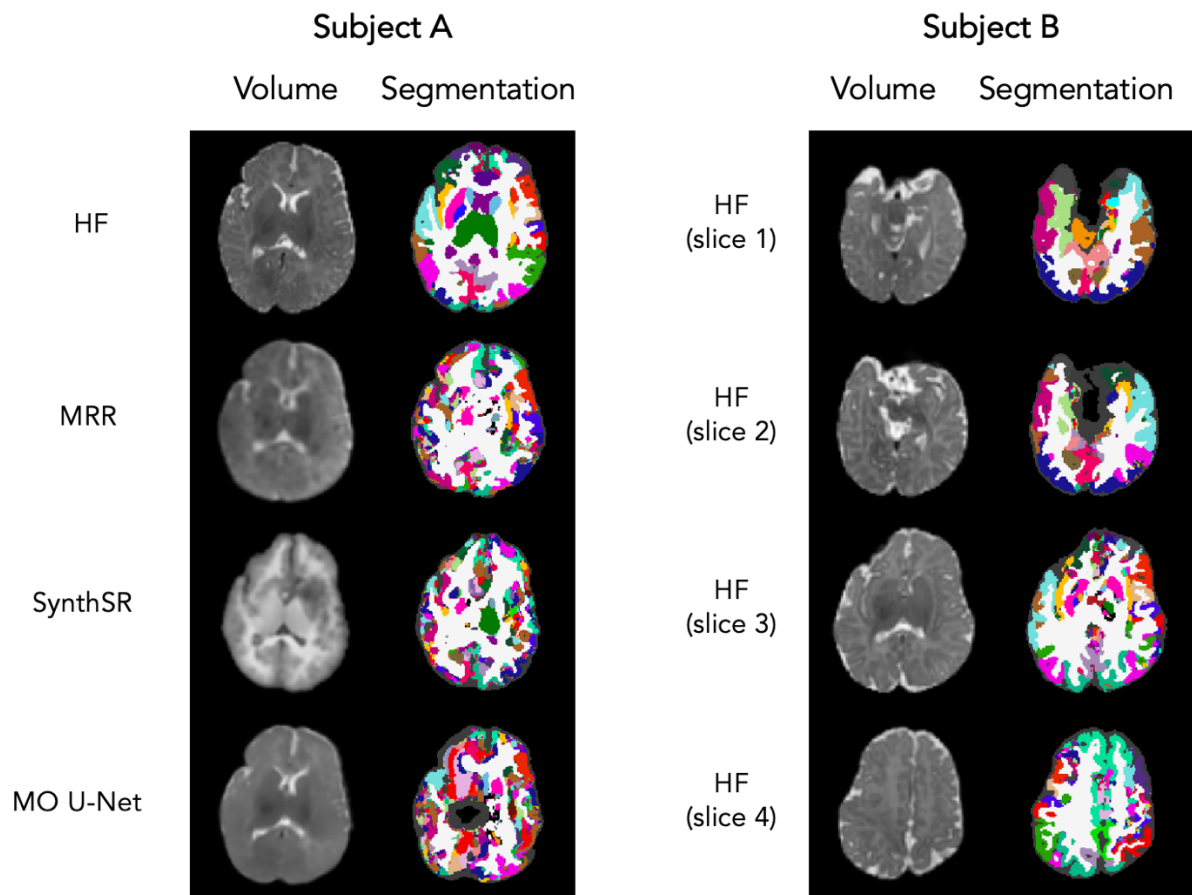 Subject A
Subject B
Volume
Segmentation
Volume
Segmentation
HF
HF
(slice 1)
MRR
HF
(slice 2)
SynthSR
HF
(slice 3)
MO U-Net
HF
(slice 4)